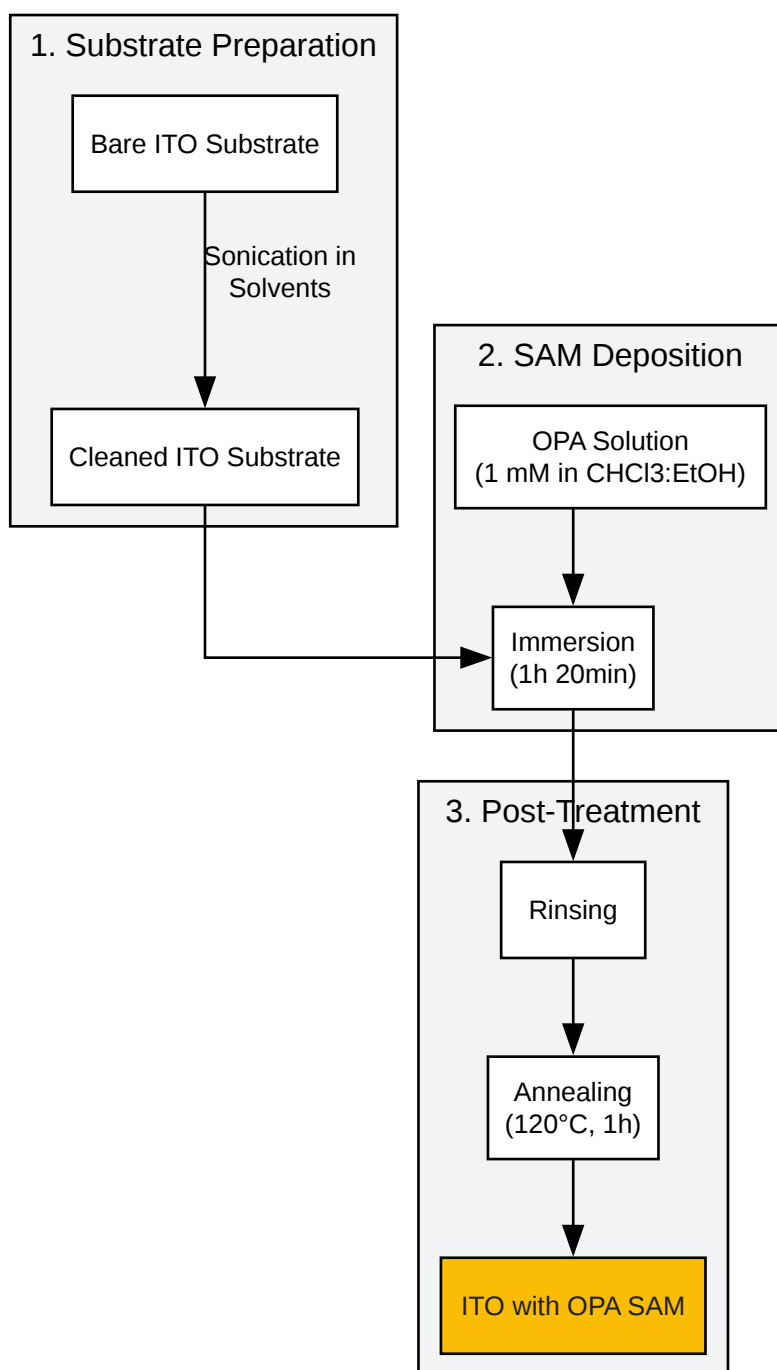 1. Substrate Preparation
Bare ITO Substrate
Sonication in
Solvents
Cleaned ITO Substrate
2. SAM Deposition
OPA Solution
(1 mM in CHCl3:EtOH)
Immersion
(1h 20min)
3. Post-Treatment
Rinsing
Annealing
(120°C, 1h)
ITO with OPA SAM